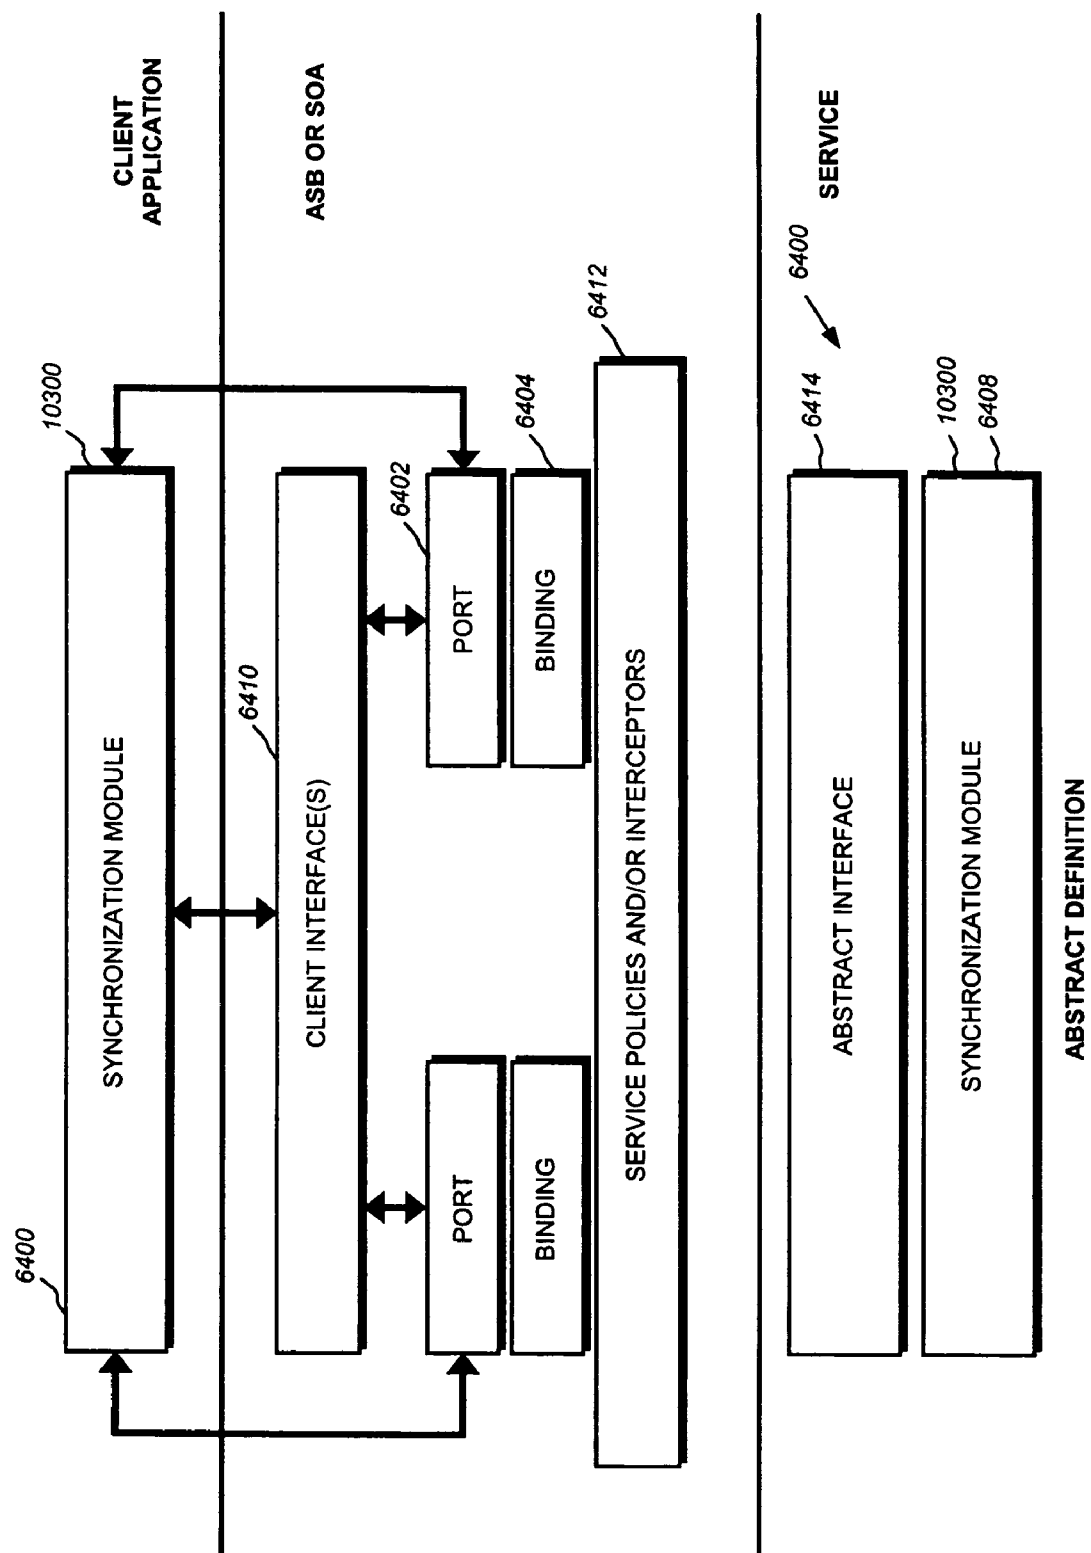 CLIENT
APPLICATION
6400
10300
SYNCHRONIZATION MODULE
ASB OR SOA
6410
CLIENT INTERFACE(S)
6402
PORT
PORT
6404
BINDING
BINDING
6412
SERVICE POLICIES AND/OR INTERCEPTORS
SERVICE
6400
6414
ABSTRACT INTERFACE
10300
6408
SYNCHRONIZATION MODULE
ABSTRACT DEFINITION